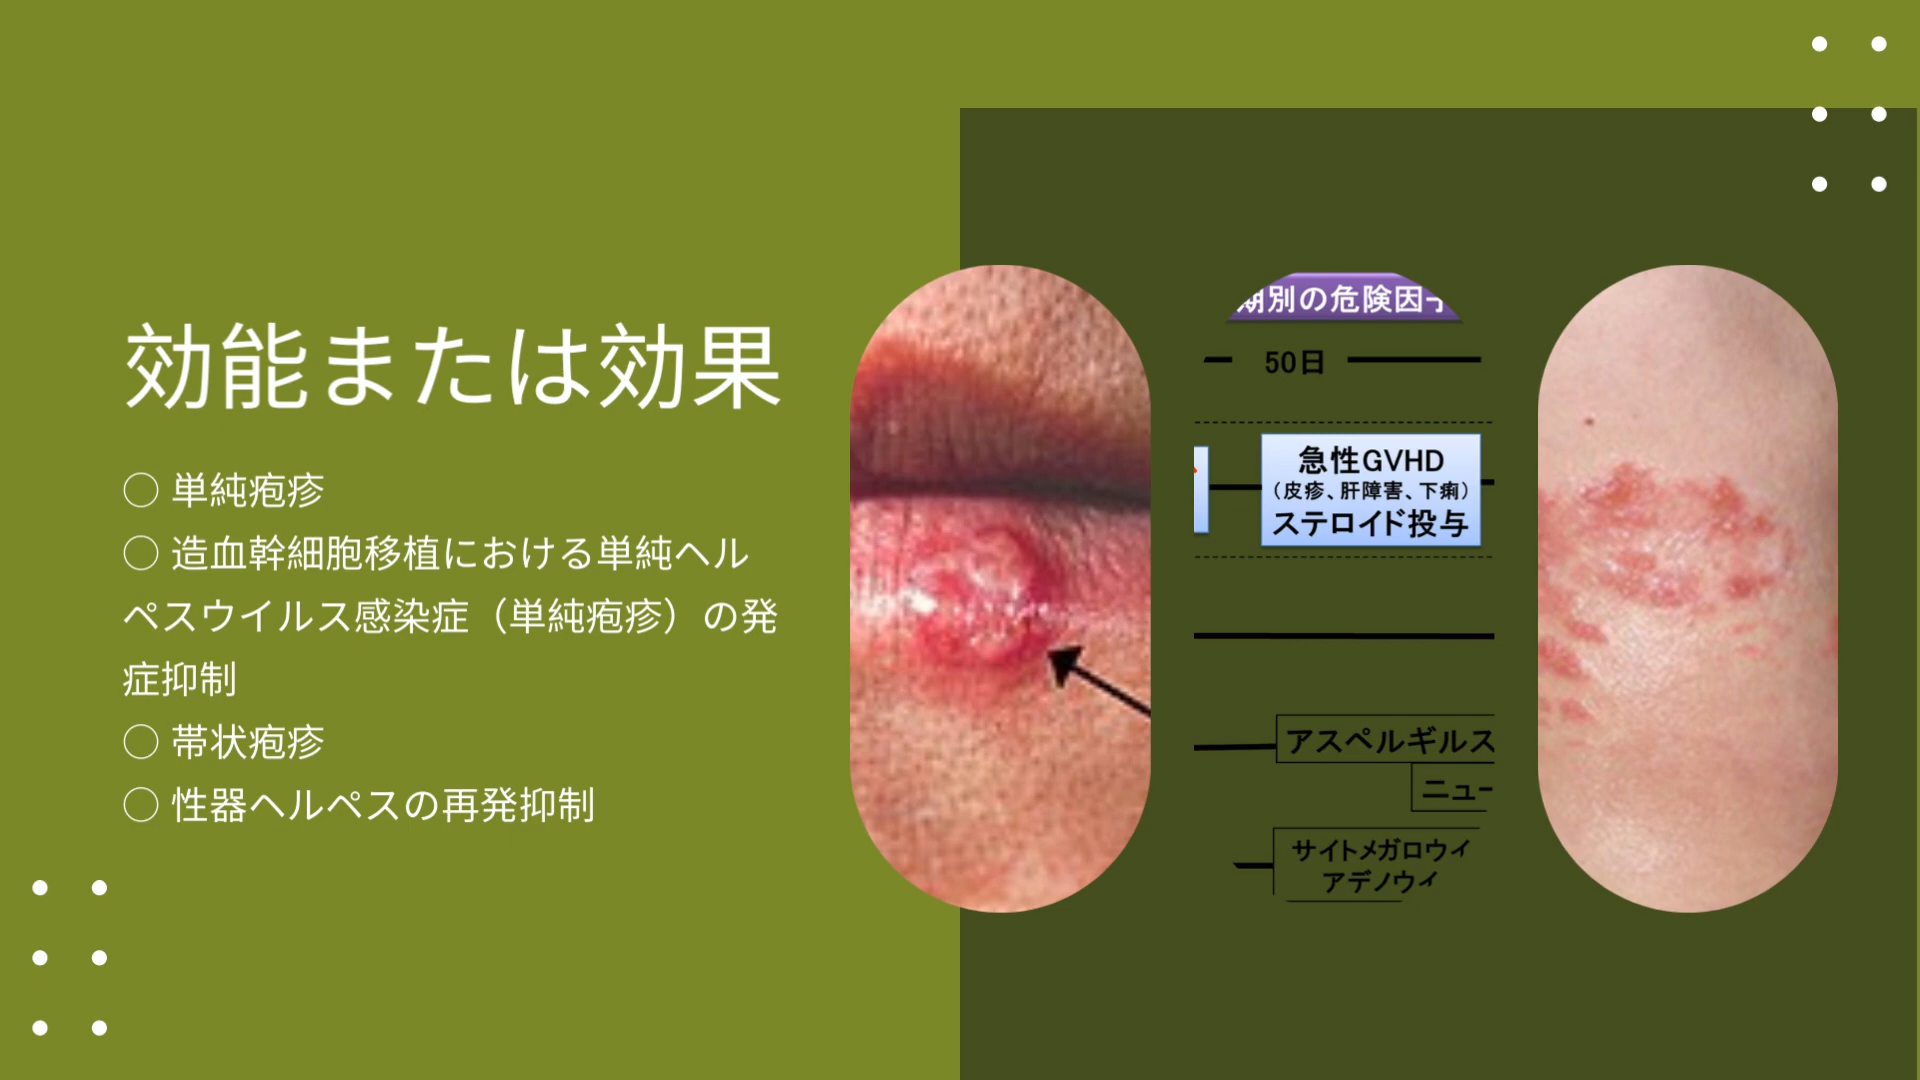 効能または効果
○ 単純疱疹
○ 造血幹細胞移植における単純ヘル
ペスウイルス感染症（単純疱疹）の発
症抑制
○ 帯状疱疹
○ 性器ヘルペスの再発抑制
期別の危険因子
50日
急性GVHD
（皮疹、肝障害、下痢）
ステロイド投与
アスペルギルス
ニュー
サイトメガロウイ
アデノウイ